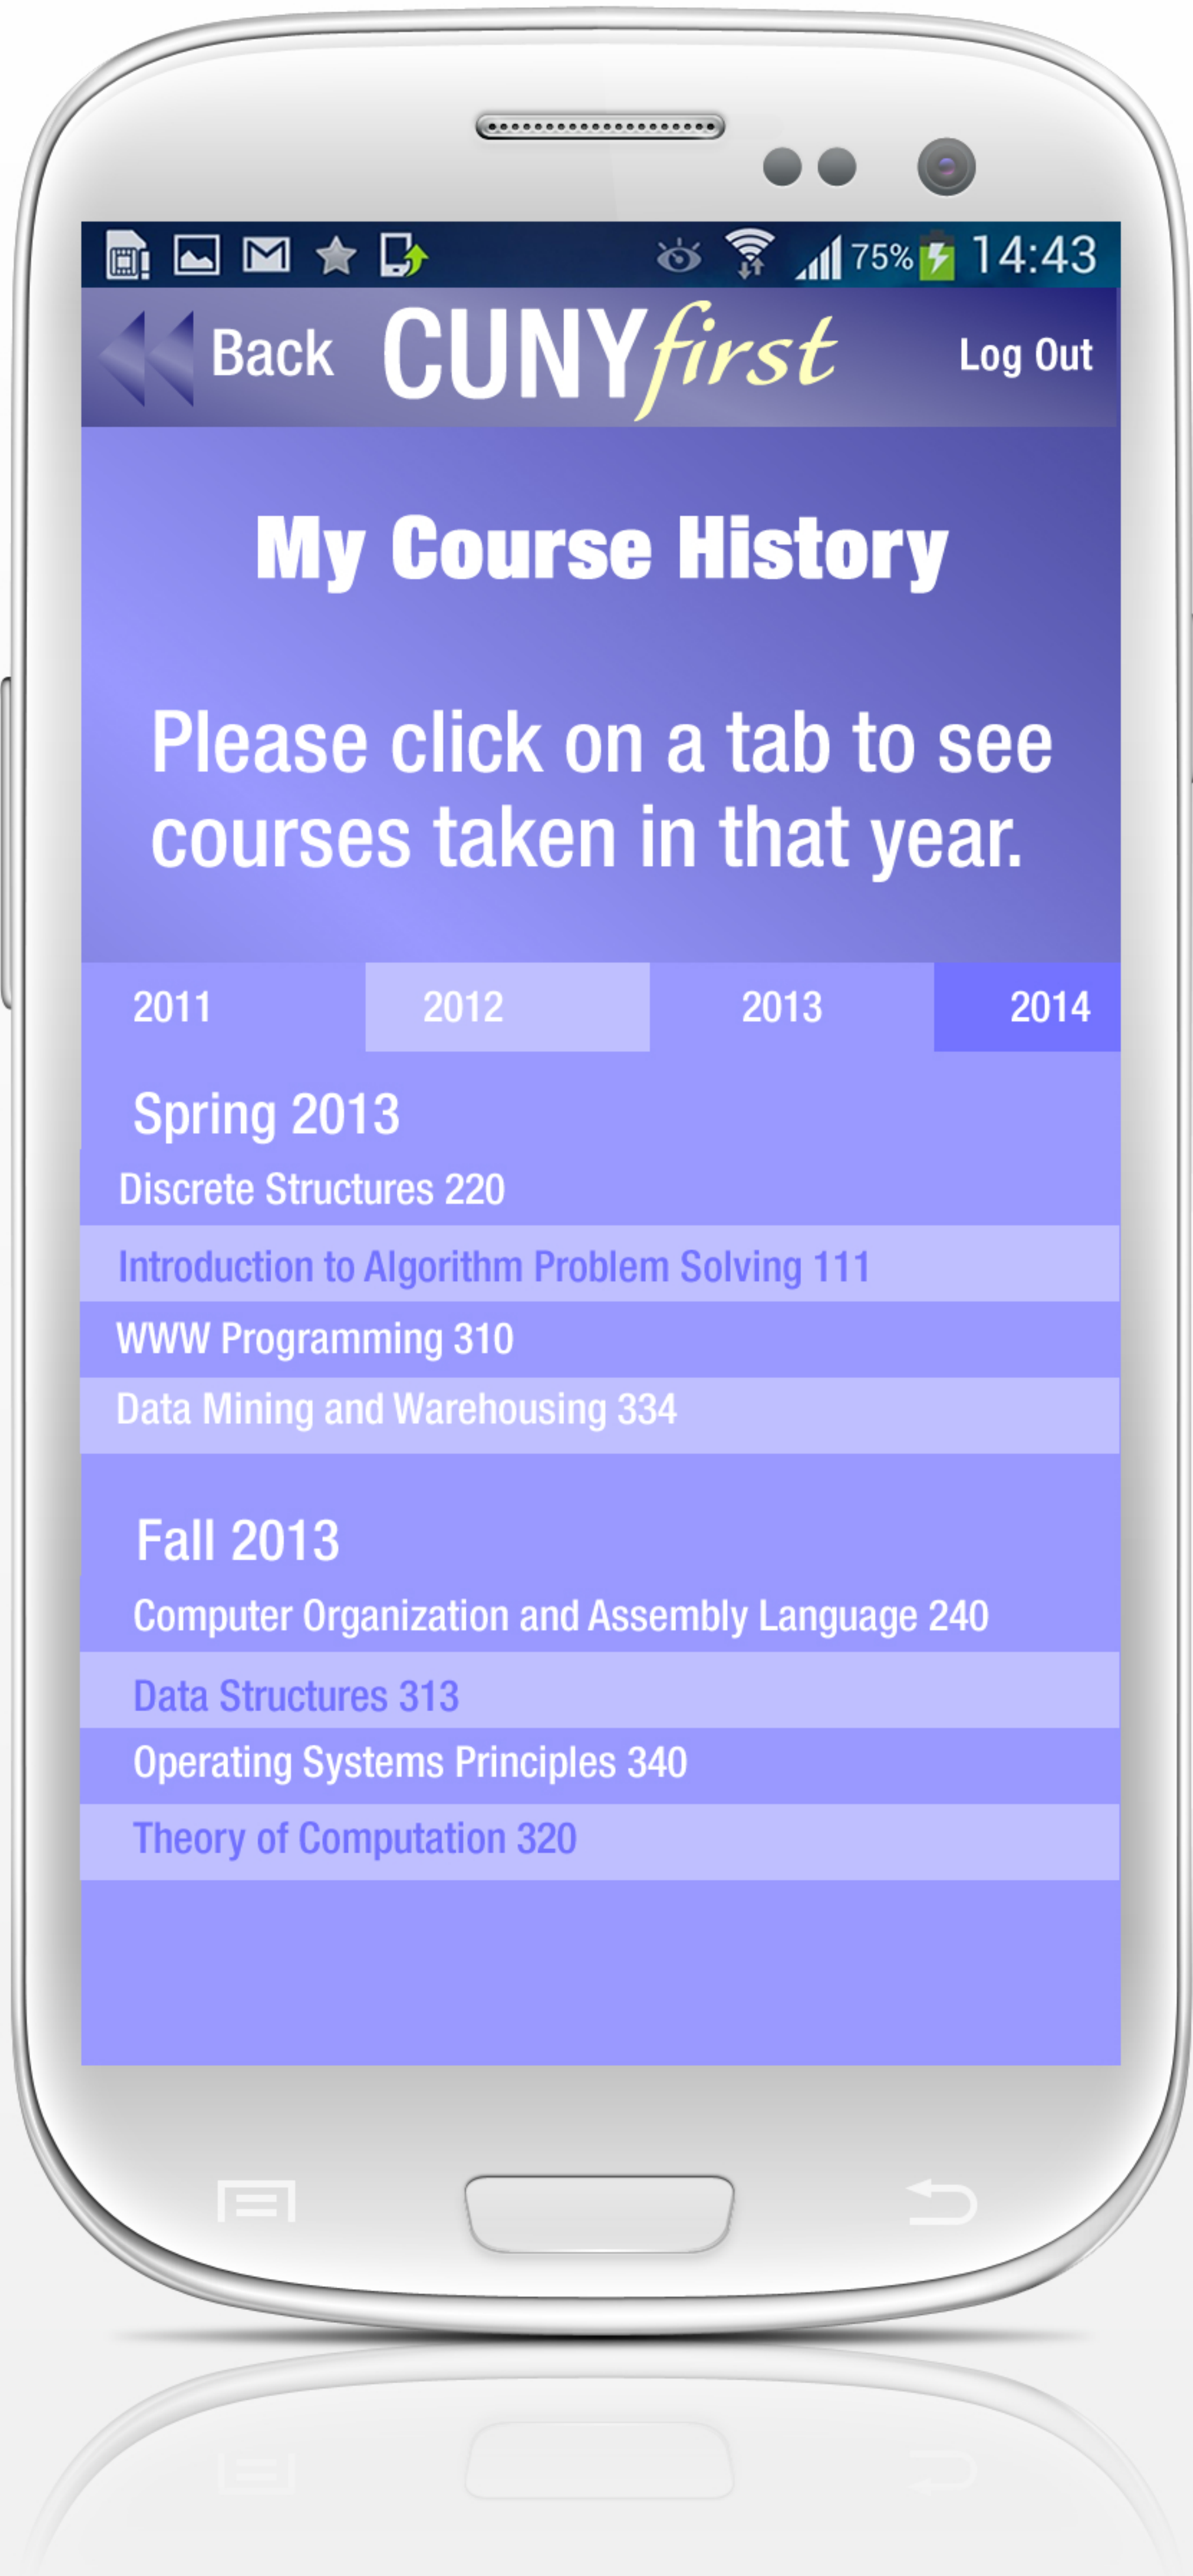 75% 14:43
Back CUNYfirst Log Out
My Course History
Please click on a tab to see
courses taken in that year.
2011 2012 2013 2014
Spring 2013
Discrete Structures 220
Introduction to Algorithm Problem Solving 111
WWW Programming 310
Data Mining and Warehousing 334
Fall 2013
Computer Organization and Assembly Language 240
Data Structures 313
Operating Systems Principles 340
Theory of Computation 320